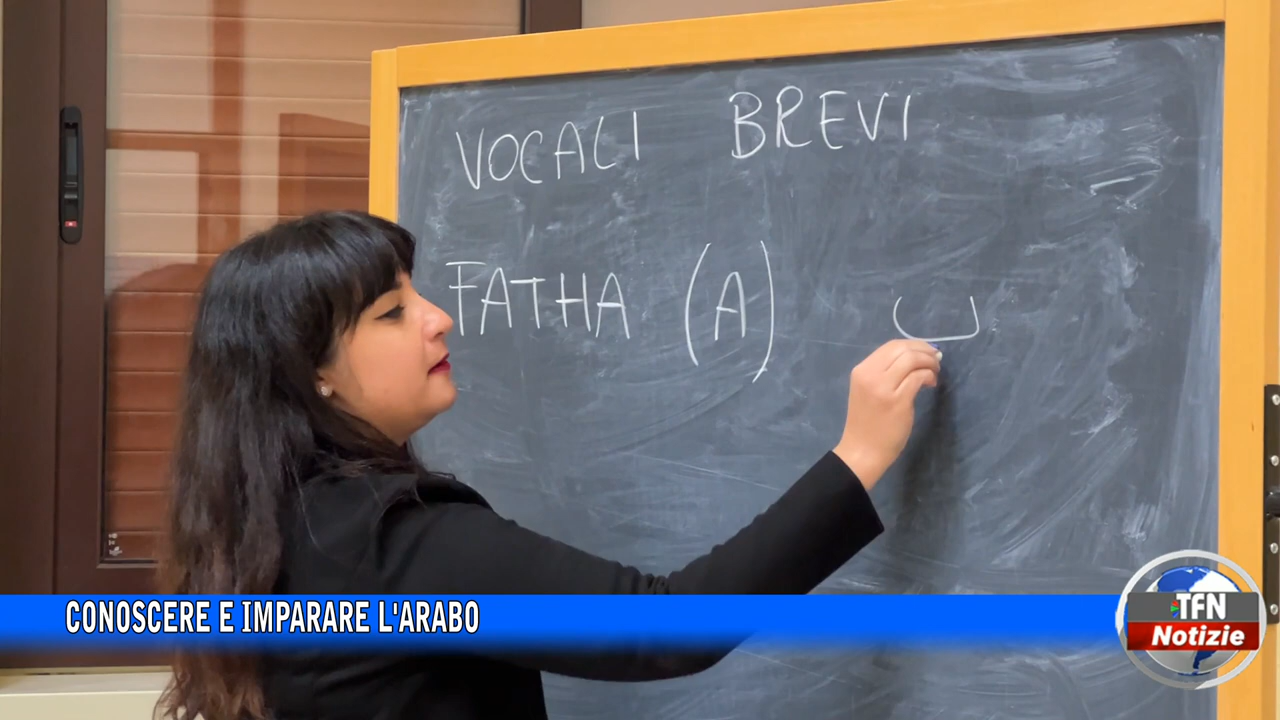 VOCALI BREVI
FATHA (A) ب
CONOSCERE E IMPARARE L'ARABO
TFN
Notizie